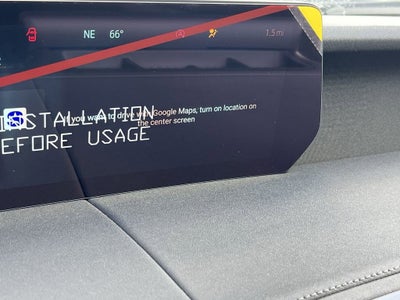 NE 66° 1.5 mi
INSTALLATION
If you want to drive with Google Maps, turn on location on
the center screen
EFORE USAGE